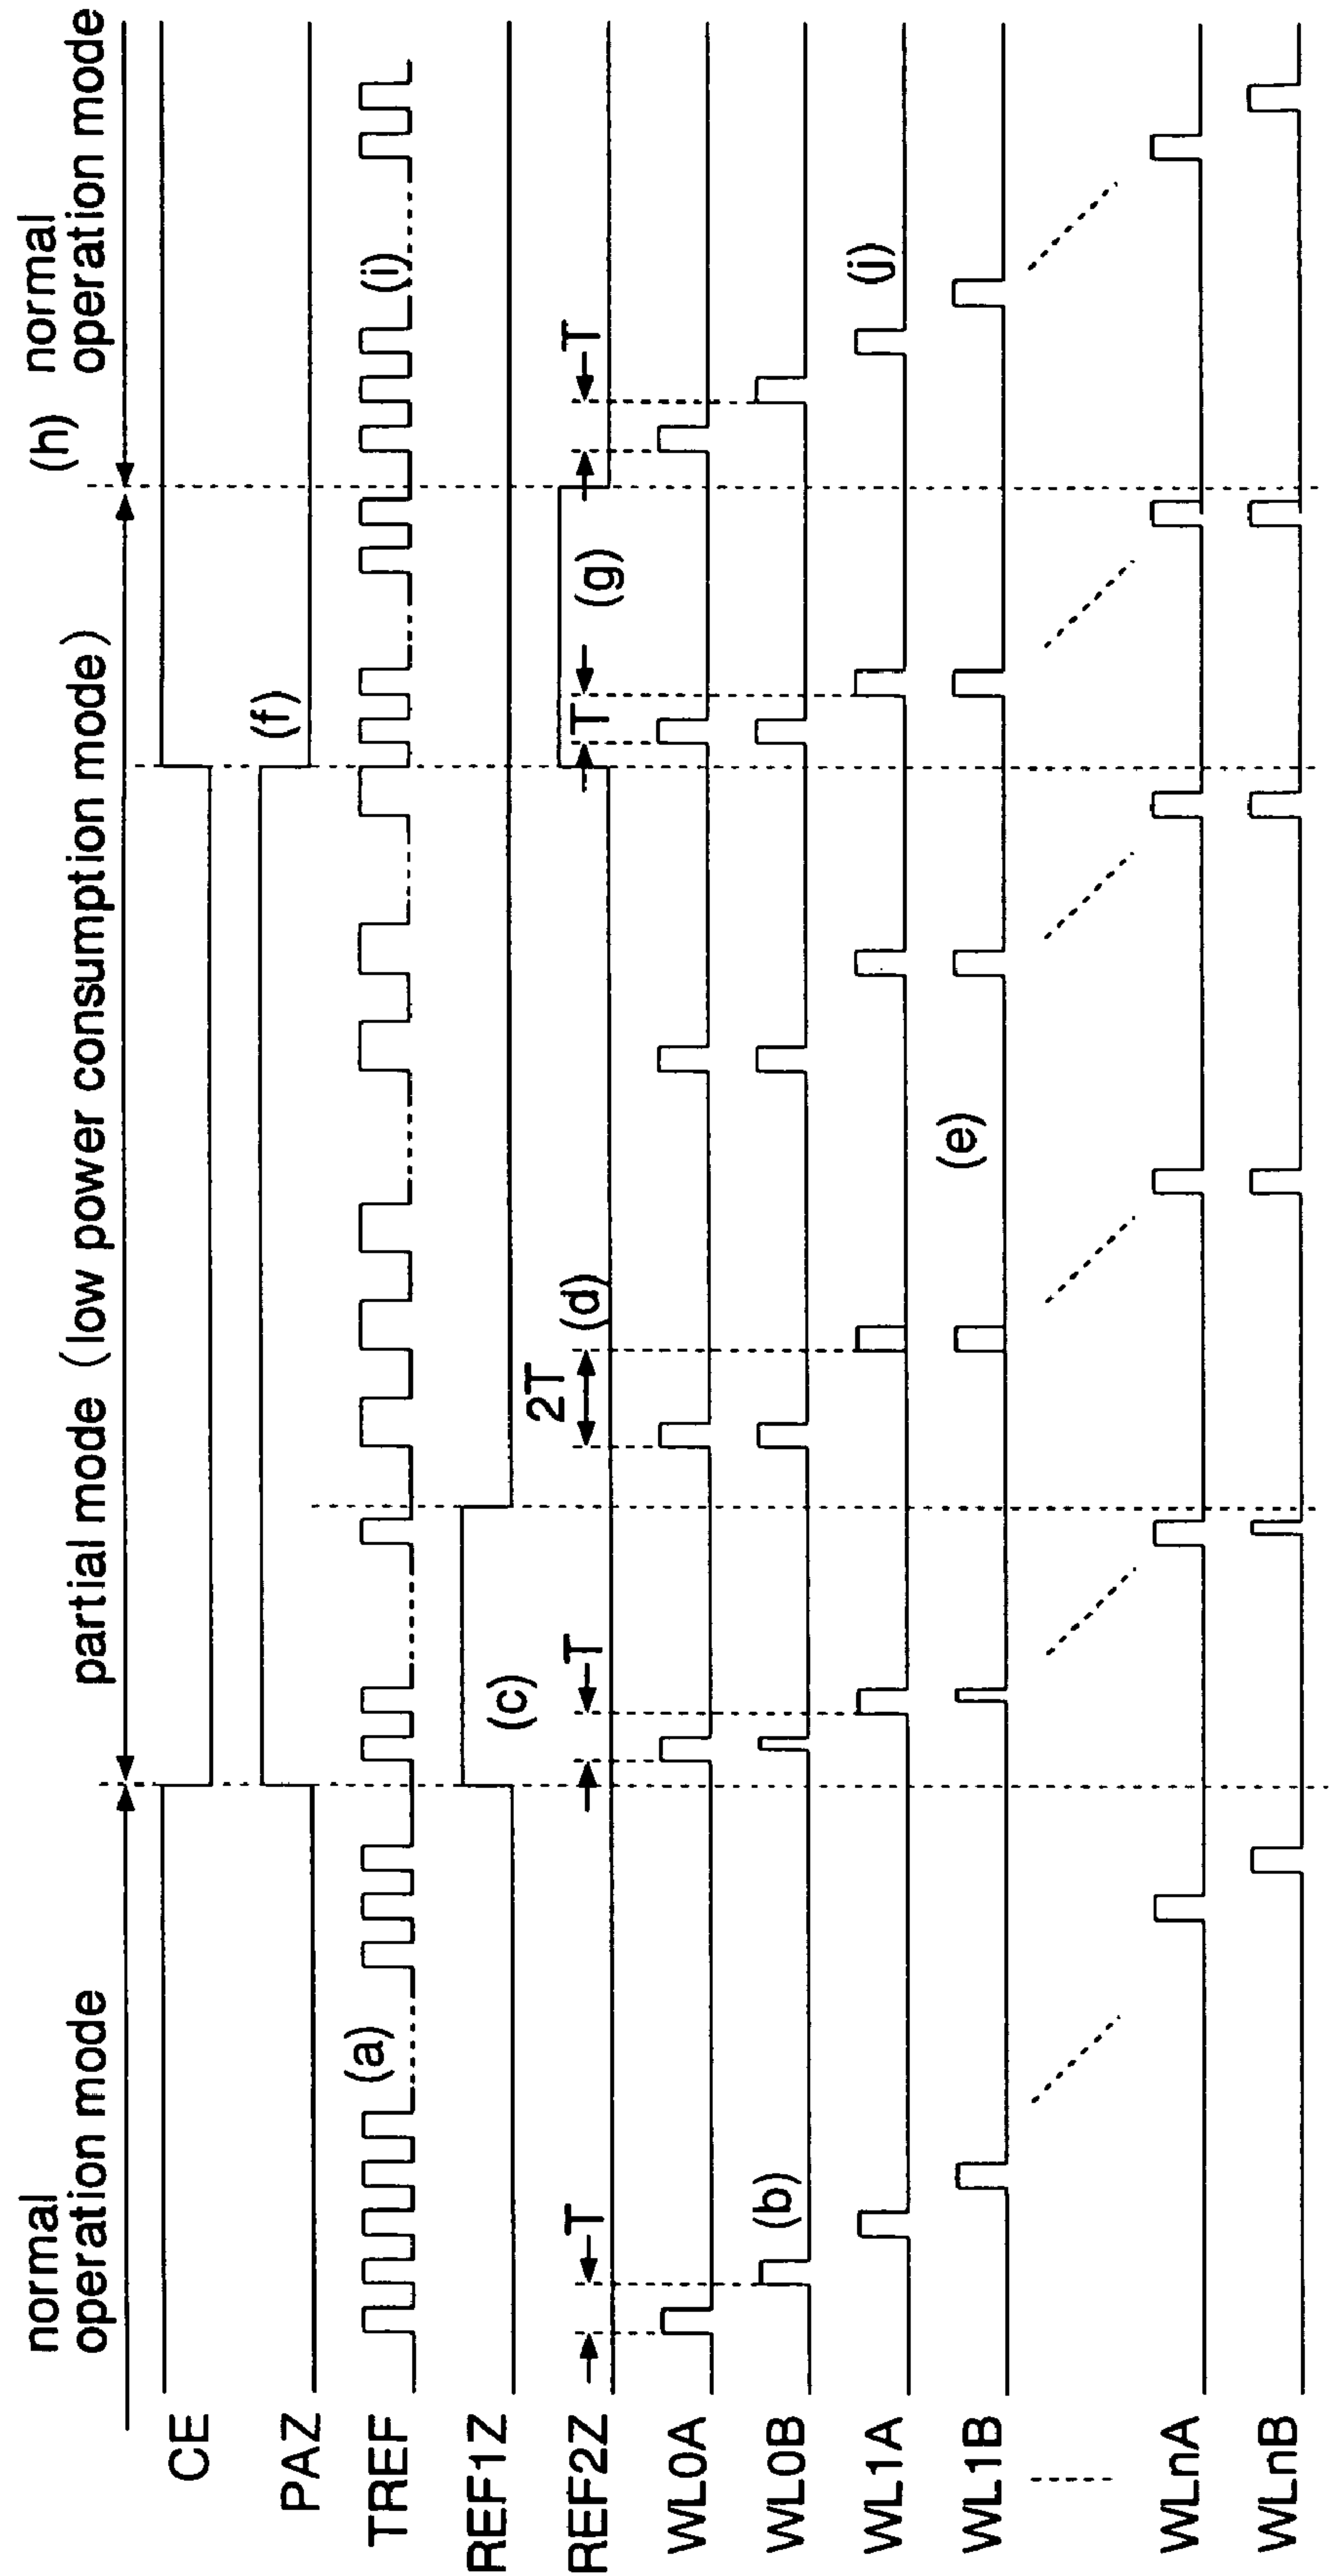 normal
operation mode
partial mode (low power consumption mode)
(h) normal
operation mode
CE
PAZ
(f)
TREF
(a)
(i)
REF1Z
(c)
REF2Z
T
T
2T
(d)
T
(g)
T
WL0A
WL0B
(b)
WL1A
(j)
WL1B
(e)
WLnA
WLnB